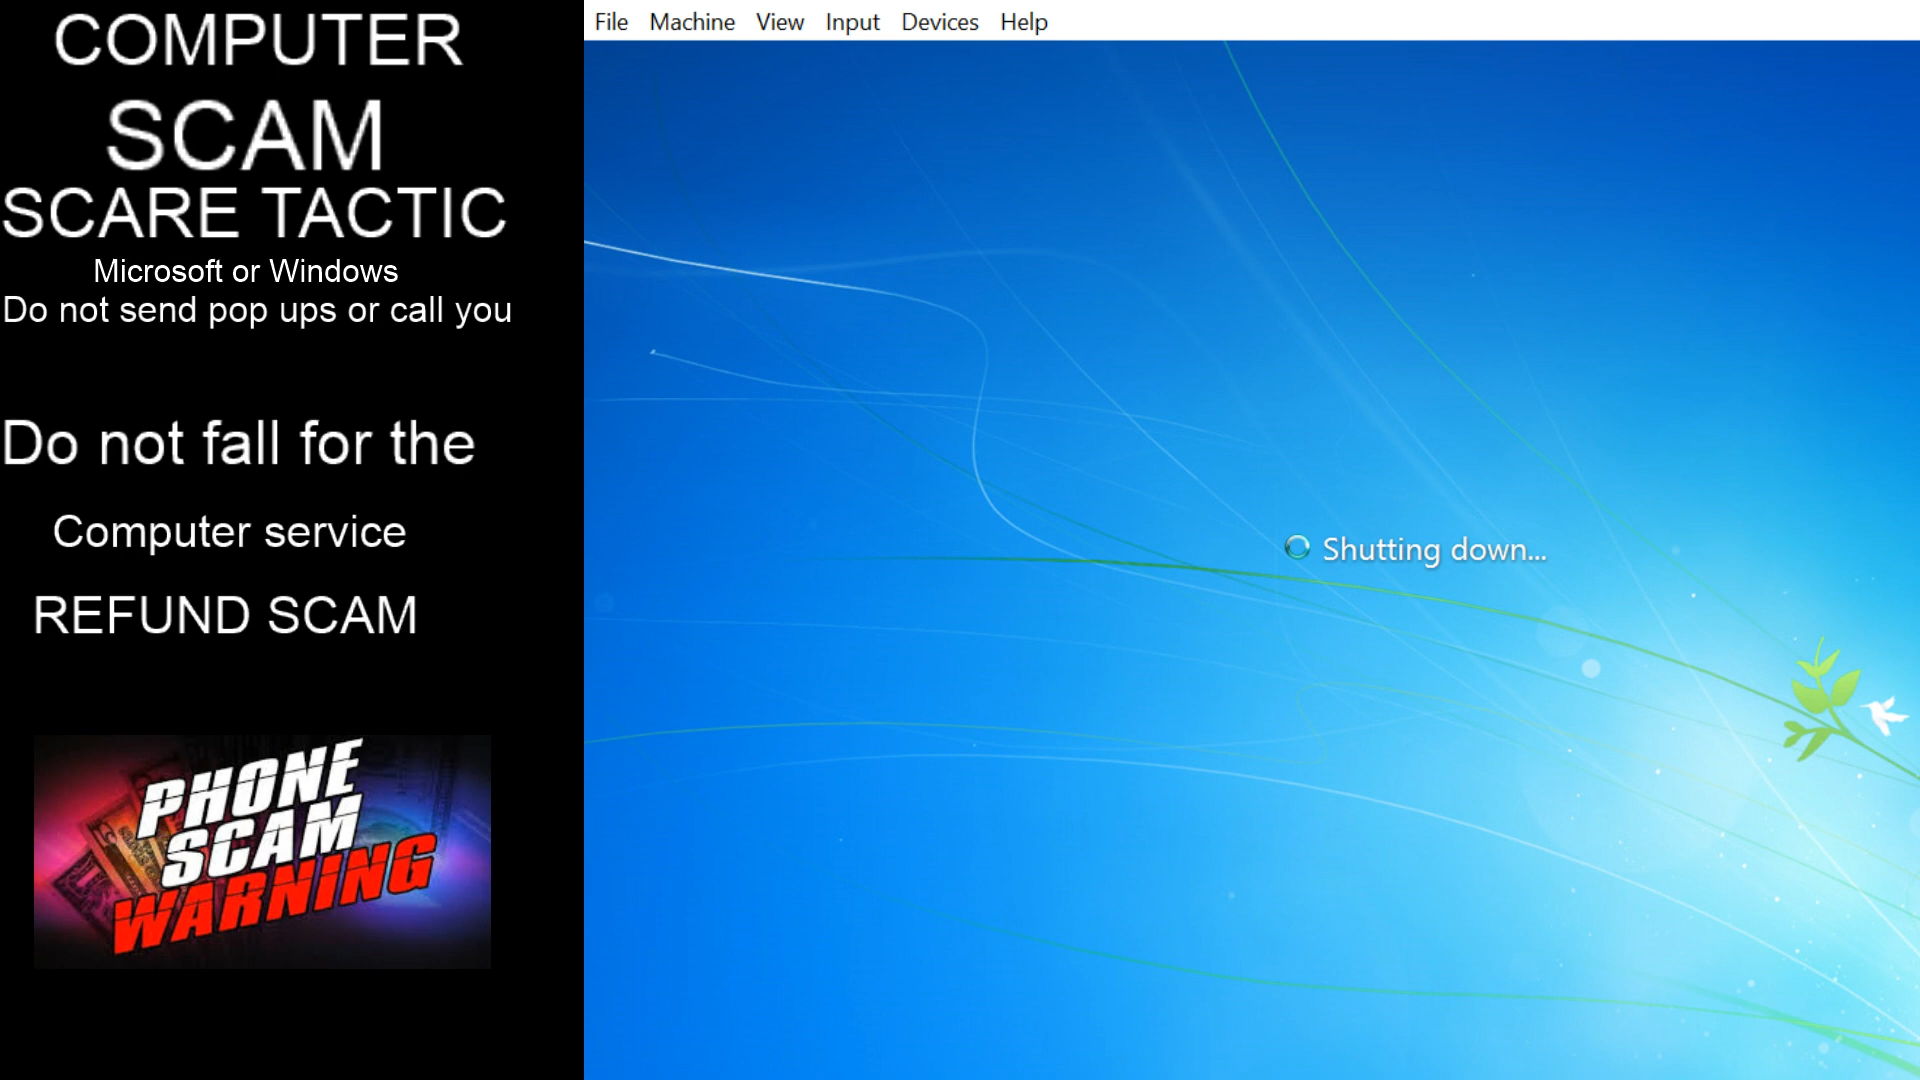 COMPUTER
SCAM
SCARE TACTIC
Microsoft or Windows
Do not send pop ups or call you
Do not fall for the
Computer service
REFUND SCAM
PHONE
SCAM
WARNING
File Machine View Input Devices Help
Shutting down...